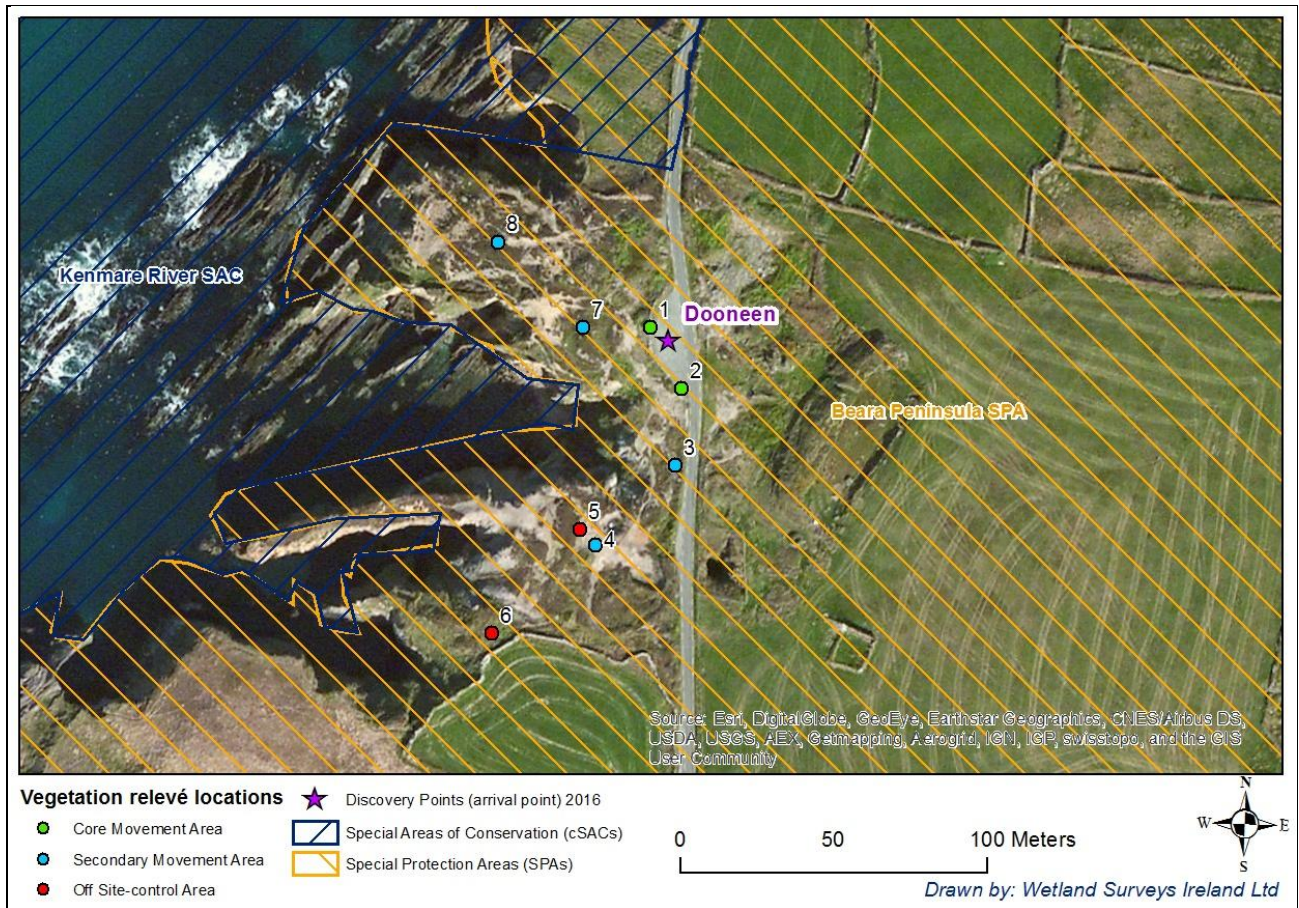 8
Kenmare River SAC
7
1
Dooneen
2
Beara Peninsula SPA
3
5
4
6
Source: Esri, DigitalGlobe, GeoEye, Earthstar Geographics, CNES/Airbus DS,
USDA, USGS, AEX, Getmapping, Aerogrid, IGN, IGP, swisstopo, and the GIS
User Community
Vegetation relevé locations
Core Movement Area
Secondary Movement Area
Off Site-control Area
Discovery Points (arrival point) 2016
Special Areas of Conservation (cSACs)
Special Protection Areas (SPAs)
0 50 100 Meters
N
W E
S
Drawn by: Wetland Surveys Ireland Ltd